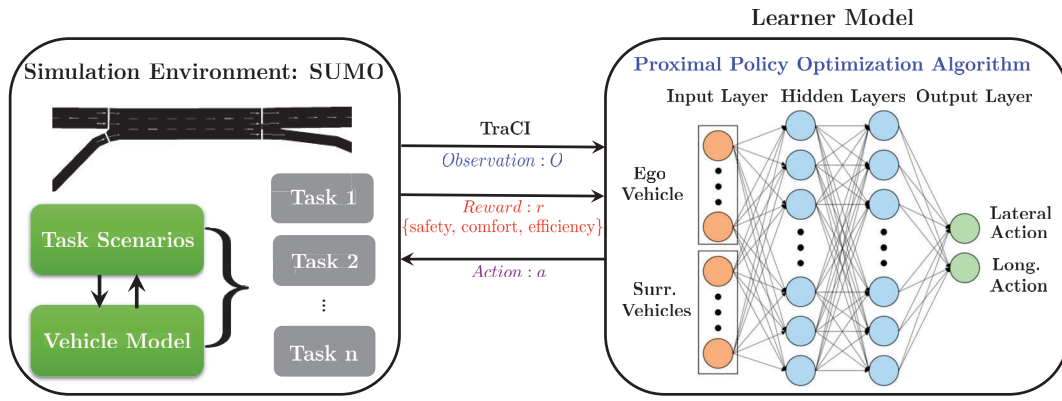 Learner Model
Simulation Environment: SUMO
Task Scenarios
Vehicle Model
Task 1
Task 2
...
Task n
TraCI
Observation : O
Reward : r
{safety, comfort, efficiency}
Action : a
Proximal Policy Optimization Algorithm
Input Layer Hidden Layers Output Layer
Ego
Vehicle
Surr.
Vehicles
Lateral
Action
Long.
Action